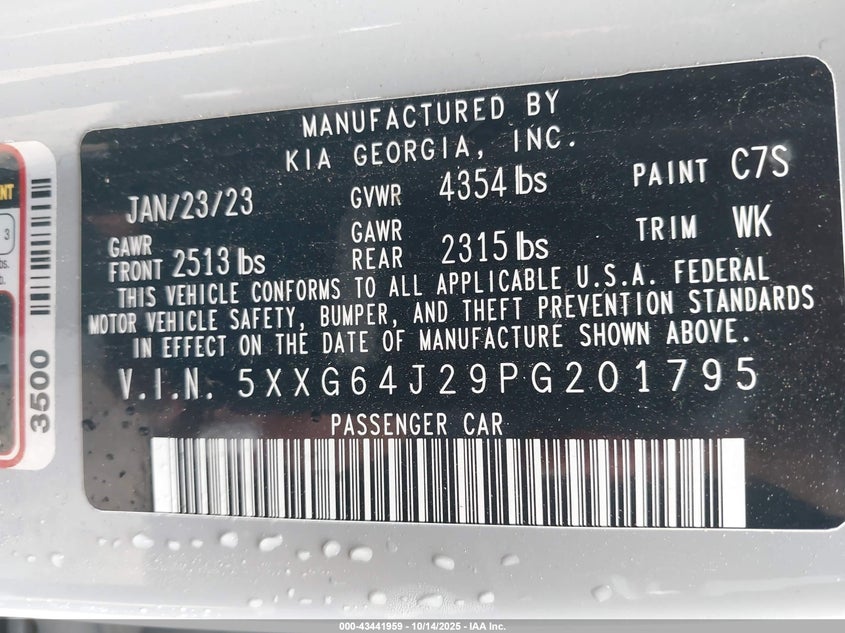 MANUFACTURED BY
KIA GEORGIA, INC.
JAN/23/23 GVWR 4354 lbs PAINT C7S
GAWR FRONT 2513 lbs GAWR REAR 2315 lbs TRIM WK
THIS VEHICLE CONFORMS TO ALL APPLICABLE U.S.A. FEDERAL
MOTOR VEHICLE SAFETY, BUMPER, AND THEFT PREVENTION STANDARDS
IN EFFECT ON THE DATE OF MANUFACTURE SHOWN ABOVE.
V.I.N. 5XXG64J29PG201795
PASSENGER CAR
3
3500
000-43441959 - 10/14/2025 - IAA Inc.